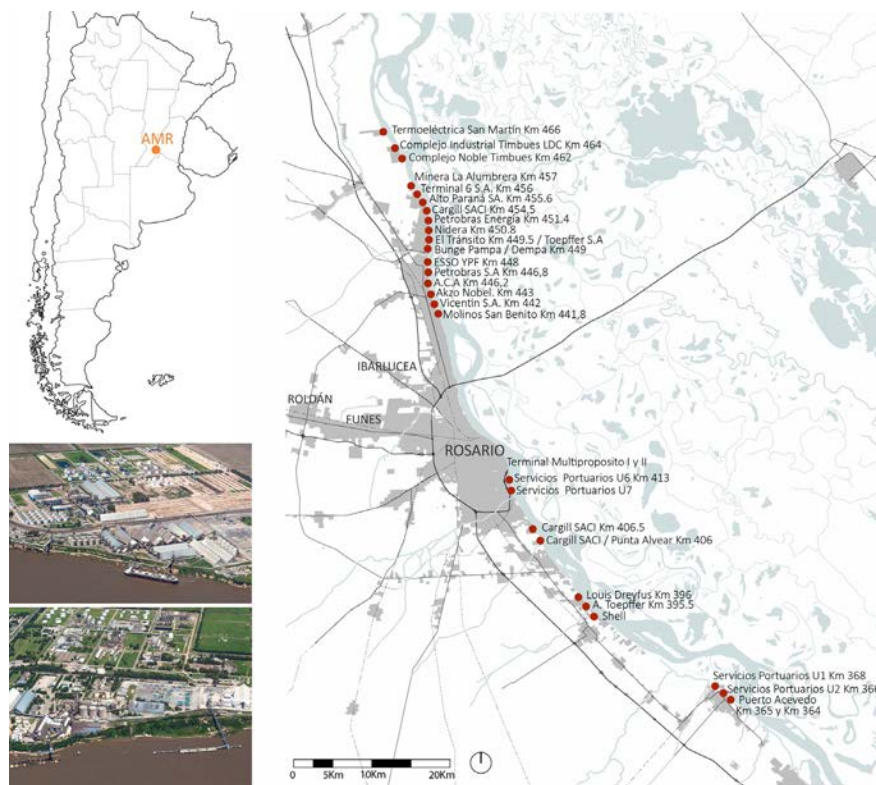 AMR
Termoeléctrica San Martín Km 466
Complejo Industrial Timbues LDC Km 464
Complejo Noble Timbues Km 462
Minera La Alumbrera Km 457
Terminal 6 S.A. Km 456
Alto Paraná SA. Km 455.6
Cargill SACI Km 454,5
Petrobras Energía Km 451.4
Nidera Km 450.8
El Tránsito Km 449.5 / Toepffer S.A
Bunge Pampa / Dempa Km 449
ESSO YPF Km 448
Petrobras S.A Km 446,8
A.C.A Km 446,2
Akzo Nobel. Km 443
Vicentin S.A. Km 442
Molinos San Benito Km 441,8
IBARLUCEA
ROLDÁN
FUNES
ROSARIO
Terminal Multiproposito I y II
Servicios Portuarios U6 Km 413
Servicios Portuarios U7
Cargill SACI Km 406.5
Cargill SACI / Punta Alvear Km 406
Louis Dreyfus Km 396
A. Toepffer Km 395.5
Shell
Servicios Portuarios U1 Km 368
Servicios Portuarios U2 Km 366
Puerto Acevedo
Km 365 y Km 364
0 5Km 10Km 20Km